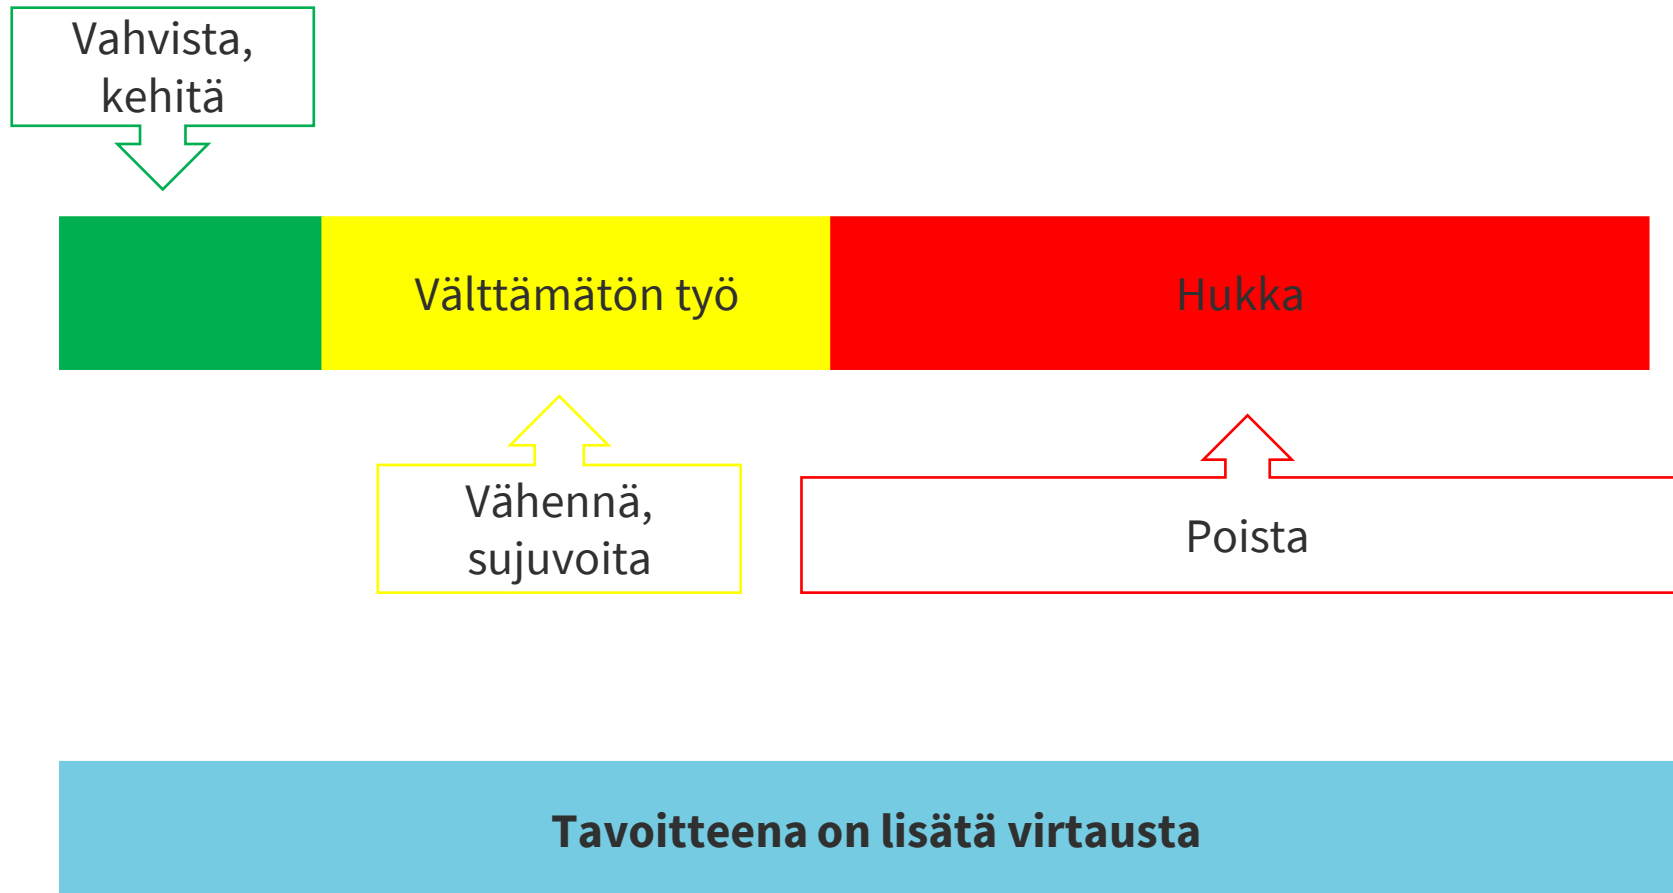 Vahvista,
kehitä
Välttämätön työ
Hukka
Vähennä,
sujuvoita
Poista
Tavoitteena on lisätä virtausta